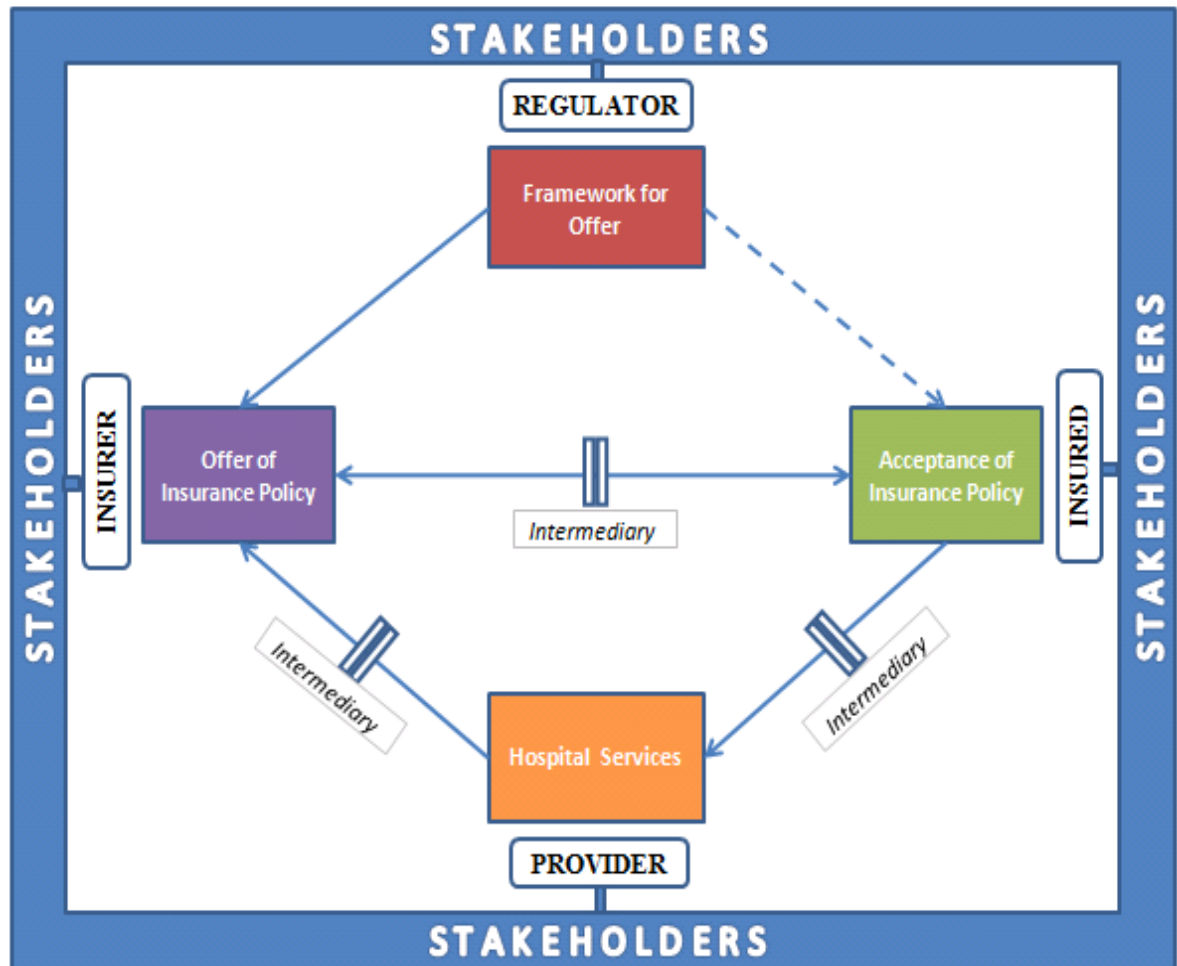 STAKEHOLDERS
REGULATOR
Framework for
Offer
STAKEHOLDERS
INSURER
Offer of
Insurance Policy
Intermediary
Acceptance of
Insurance Policy
INSURED
STAKEHOLDERS
Intermediary
Intermediary
Hospital Services
PROVIDER
STAKEHOLDERS